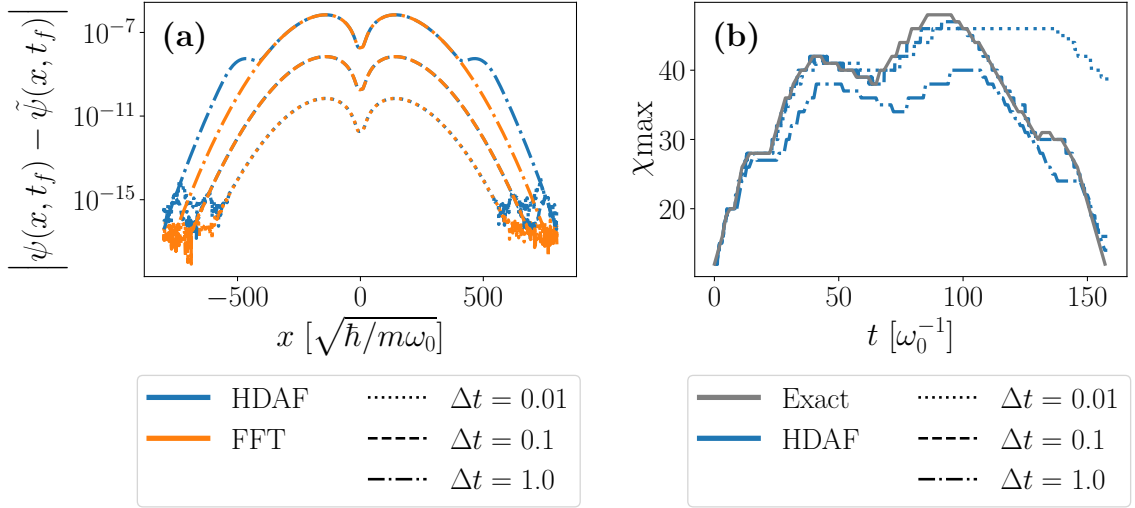 (a)
|ψ(x, t_f) − ψ̃(x, t_f)|
10^{−7}
10^{−11}
10^{−15}
−500 0 500
x [√ħ/mω₀]
HDAF
FFT
Δt = 0.01
Δt = 0.1
Δt = 1.0
(b)
χmax
40
30
20
0 50 100 150
t [ω₀^{−1}]
Exact
HDAF
Δt = 0.01
Δt = 0.1
Δt = 1.0